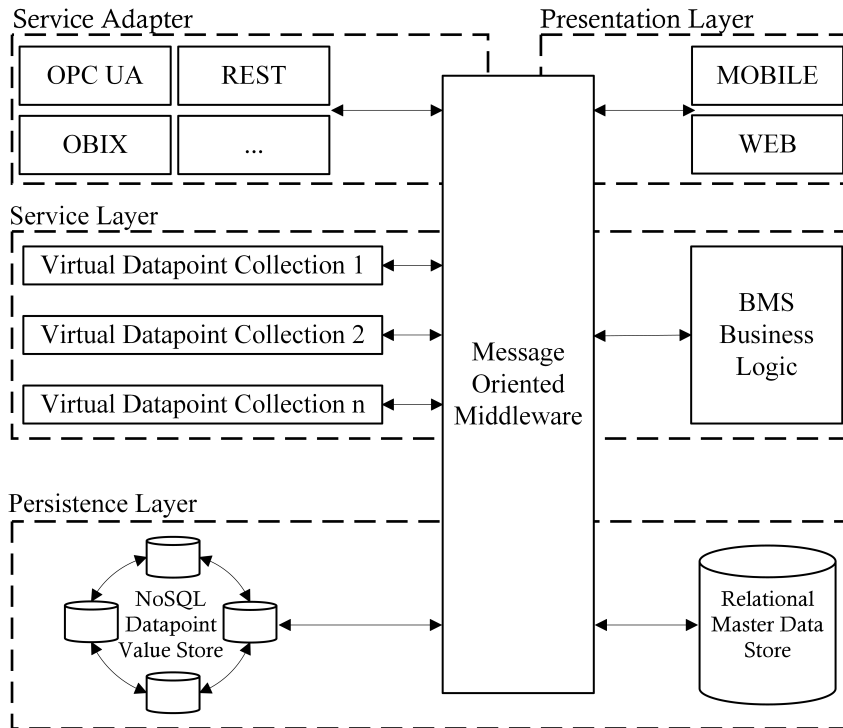 Service Adapter
Presentation Layer
OPC UA
REST
OBIX
...
MOBILE
WEB
Service Layer
Virtual Datapoint Collection 1
Virtual Datapoint Collection 2
Virtual Datapoint Collection n
Message
Oriented
Middleware
BMS
Business
Logic
Persistence Layer
NoSQL
Datapoint
Value Store
Relational
Master Data
Store